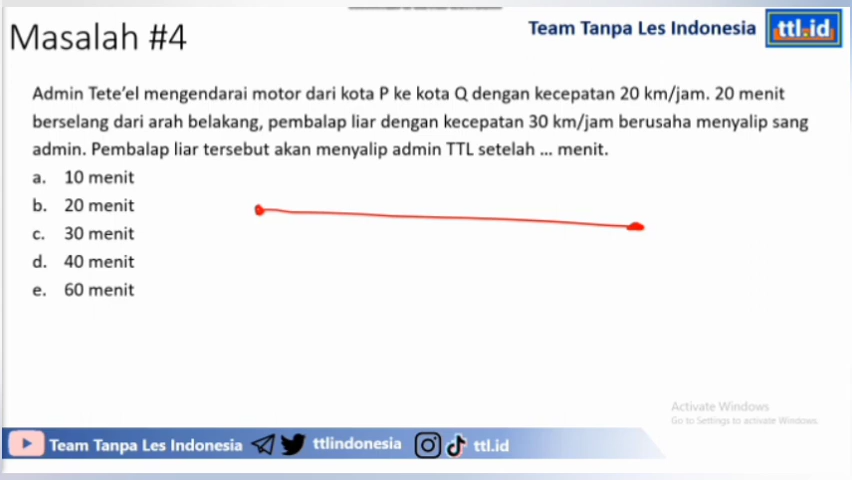 Masalah #4
Team Tanpa Les Indonesia
ttl.id
Admin Tete’el mengendarai motor dari kota P ke kota Q dengan kecepatan 20 km/jam. 20 menit
berselang dari arah belakang, pembalap liar dengan kecepatan 30 km/jam berusaha menyalip sang
admin. Pembalap liar tersebut akan menyalip admin TTL setelah ... menit.
a. 10 menit
b. 20 menit
c. 30 menit
d. 40 menit
e. 60 menit
Activate Windows
Go to Settings to activate Windows.
Team Tanpa Les Indonesia ttlindonesia ttl.id